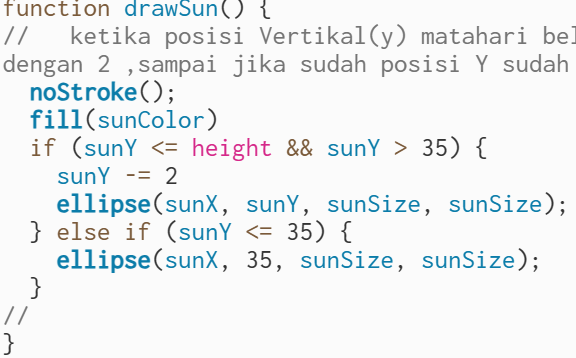 function drawSun() {
//   ketika posisi Vertikal(y) matahari bel
dengan 2 ,sampai jika sudah posisi Y sudah
  noStroke();
  fill(sunColor)
  if (sunY <= height && sunY > 35) {
    sunY -= 2
    ellipse(sunX, sunY, sunSize, sunSize);
  } else if (sunY <= 35) {
    ellipse(sunX, 35, sunSize, sunSize);
  }
//
}